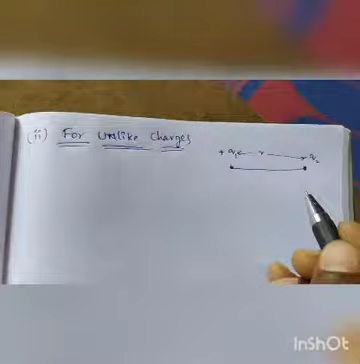 (ii) For unlike charges
+ q₁ ← r → q₂
InShOt